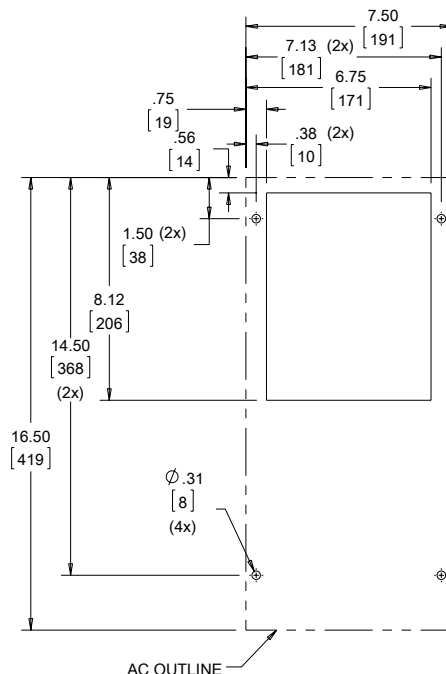 7.50
[191]
7.13 (2x)
[181]
6.75
[171]
.75
[19]
.38 (2x)
[10]
.56
[14]
1.50 (2x)
[38]
8.12
[206]
14.50
[368]
(2x)
16.50
[419]
Ø .31
[8]
(4x)
AC OUTLINE